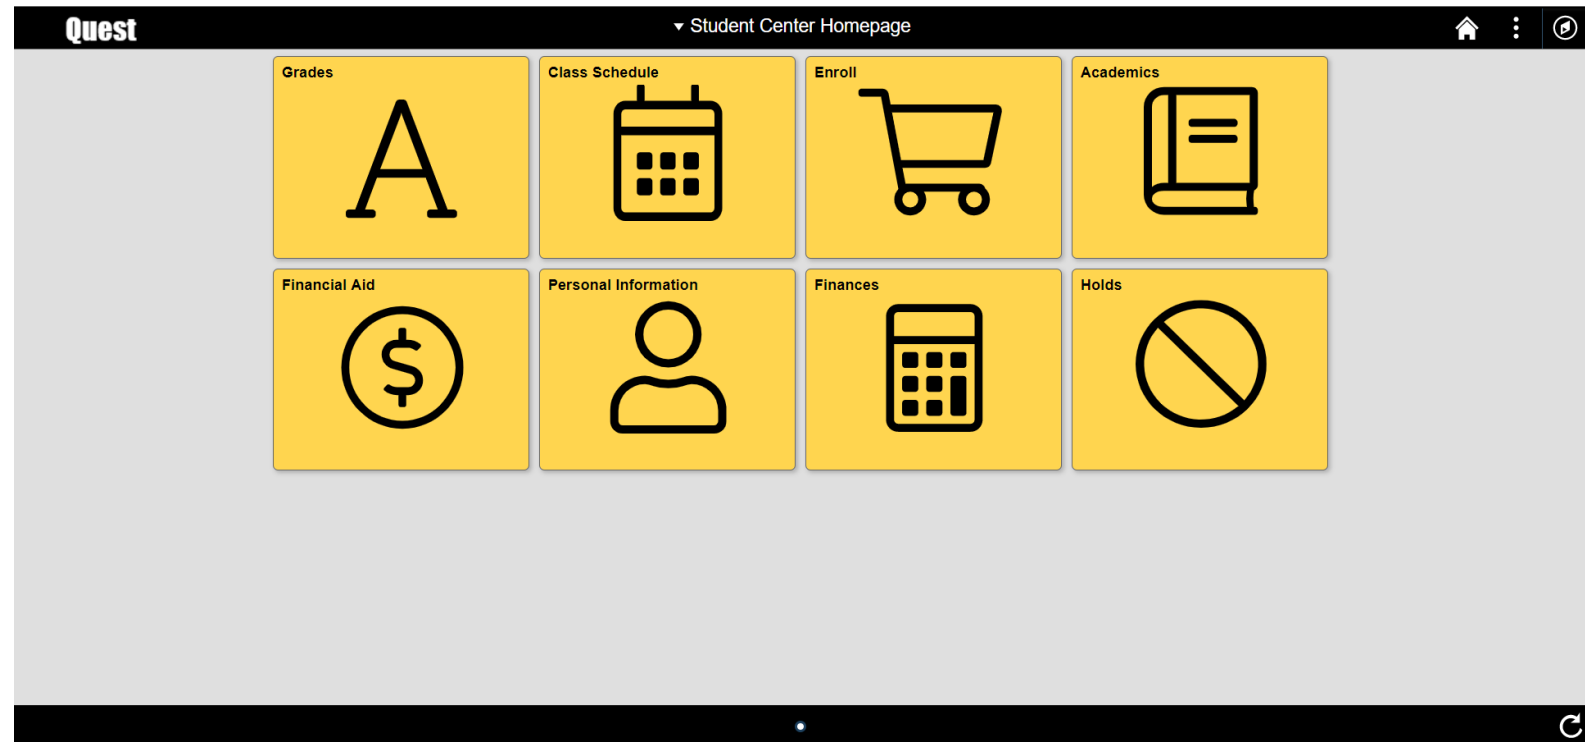 Quest
Student Center Homepage
Grades
Class Schedule
Enroll
Academics
Financial Aid
Personal Information
Finances
Holds